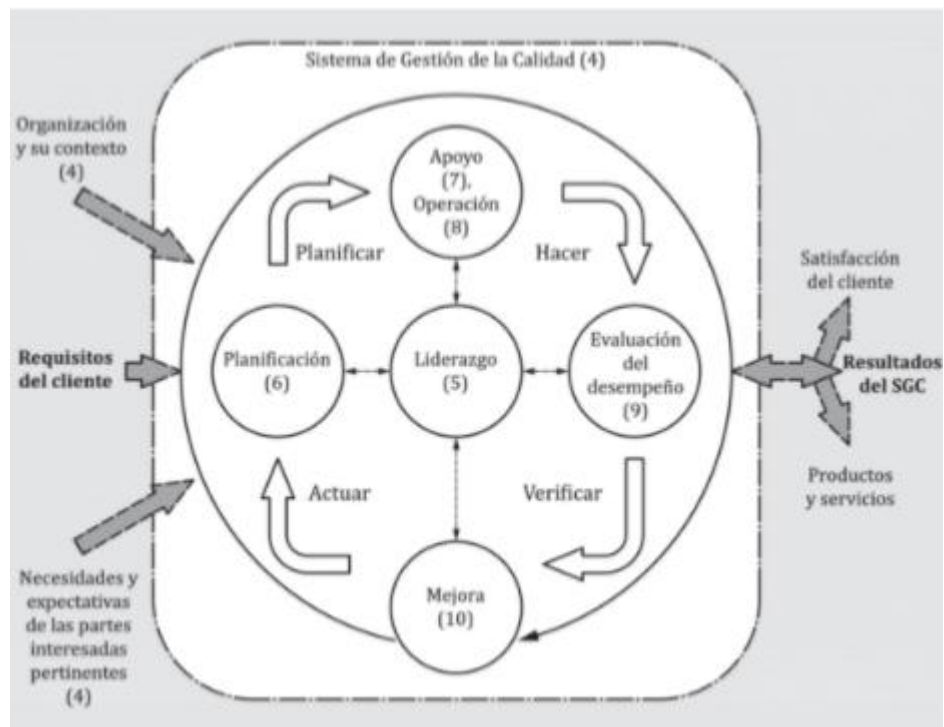 Sistema de Gestión de la Calidad (4)
Organización
y su contexto
(4)
Apoyo
(7),
Operación
(8)
Planificar
Hacer
Satisfacción
del cliente
Requisitos
del cliente
Planificación
(6)
Liderazgo
(5)
Evaluación
del
desempeño
(9)
Resultados
del SGC
Actuar
Verificar
Productos
y servicios
Necesidades y
expectativas
de las partes
interesadas
pertinentes
(4)
Mejora
(10)